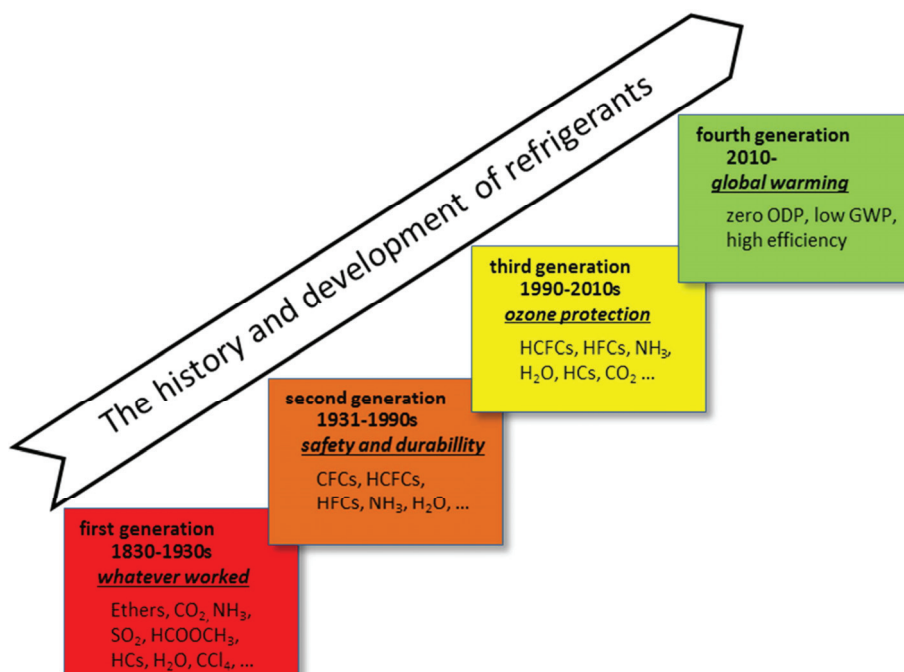 The history and development of refrigerants
fourth generation
2010-
global warming
zero ODP, low GWP,
high efficiency
third generation
1990-2010s
ozone protection
HCFCs, HFCs, NH₃,
H₂O, HCs, CO₂ ...
second generation
1931-1990s
safety and durabillity
CFCs, HCFCs,
HFCs, NH₃, H₂O, ...
first generation
1830-1930s
whatever worked
Ethers, CO₂, NH₃,
SO₂, HCOOCH₃,
HCs, H₂O, CCl₄, ...